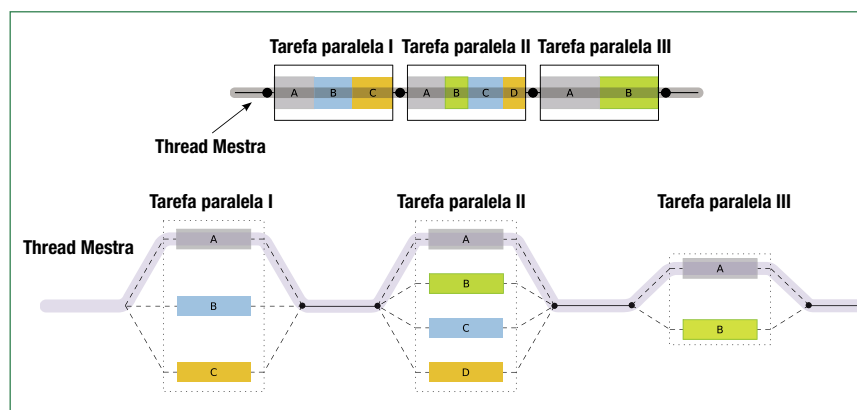 Tarefa paralela I Tarefa paralela II Tarefa paralela III
A B C A B C D A B
Thread Mestra
Tarefa paralela I Tarefa paralela II Tarefa paralela III
Thread Mestra
A A A
B B B
C C
D